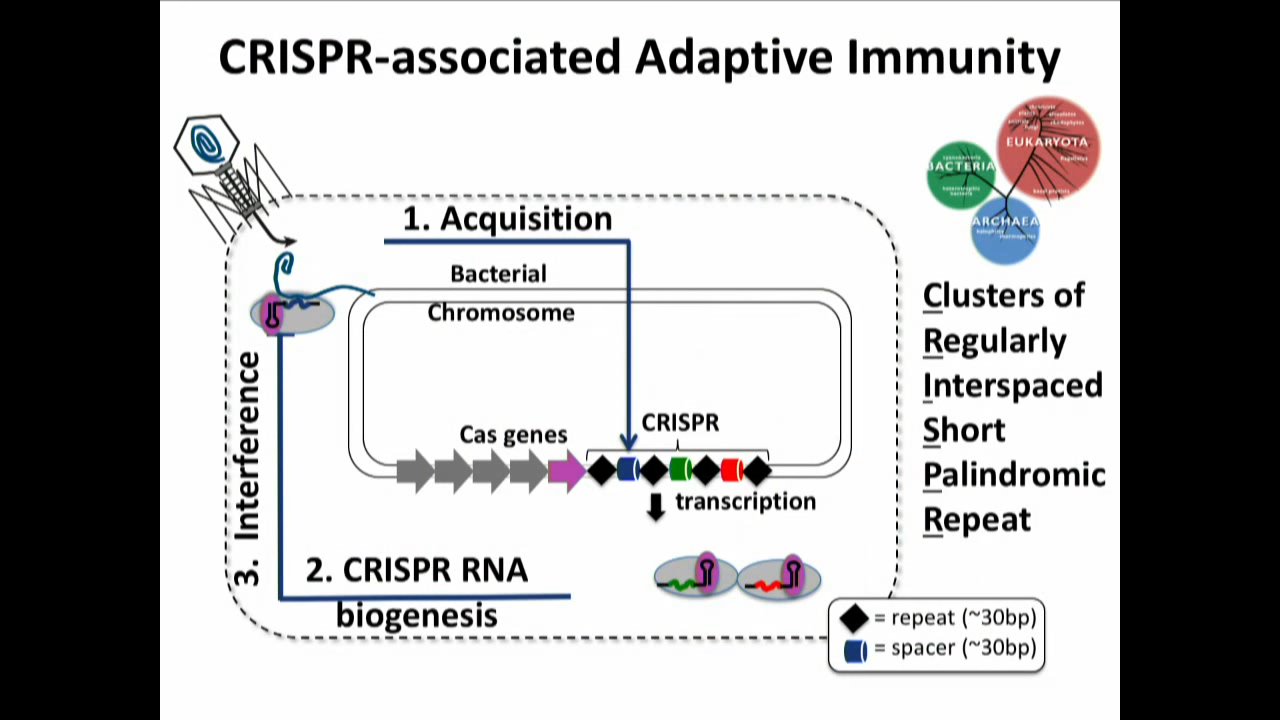 CRISPR-associated Adaptive Immunity
EUKARYOTA
BACTERIA
ARCHAEA
1. Acquisition
Bacterial
Chromosome
Cas genes
CRISPR
transcription
3. Interference
2. CRISPR RNA
biogenesis
Clusters of
Regularly
Interspaced
Short
Palindromic
Repeat
= repeat (~30bp)
= spacer (~30bp)